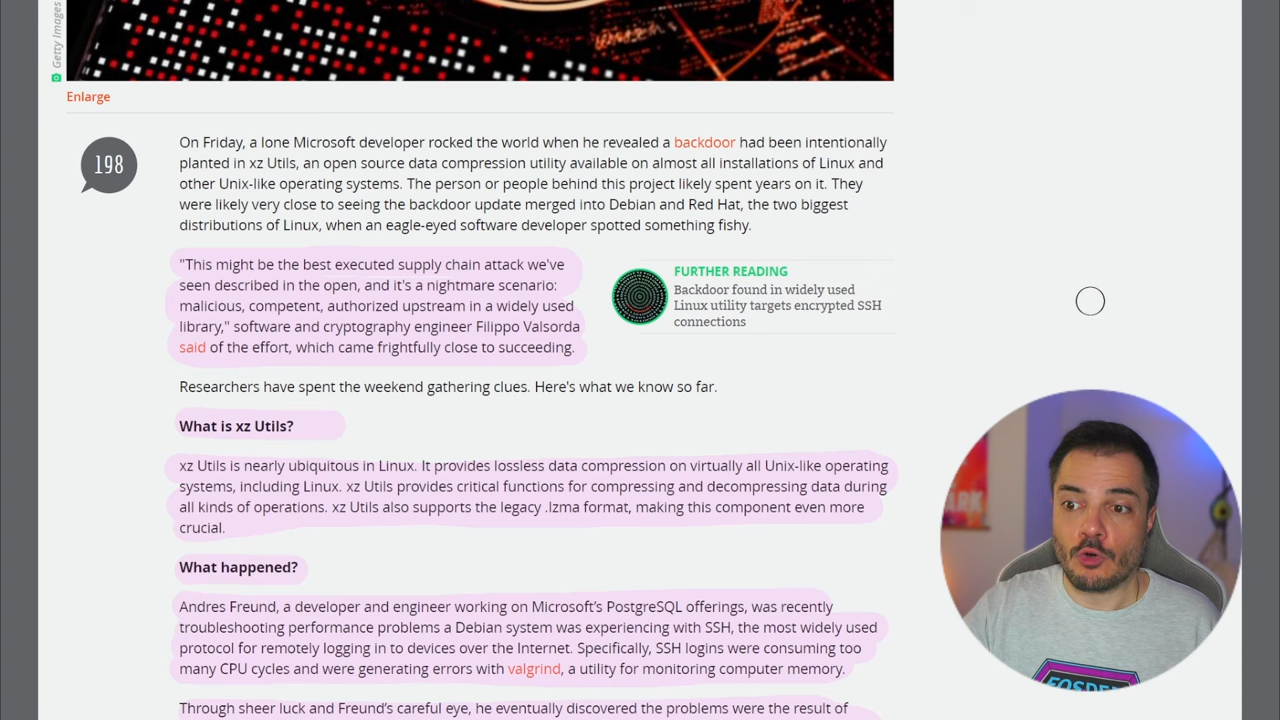 Getty Images
Enlarge
198
On Friday, a lone Microsoft developer rocked the world when he revealed a backdoor had been intentionally
planted in xz Utils, an open source data compression utility available on almost all installations of Linux and
other Unix-like operating systems. The person or people behind this project likely spent years on it. They
were likely very close to seeing the backdoor update merged into Debian and Red Hat, the two biggest
distributions of Linux, when an eagle-eyed software developer spotted something fishy.
"This might be the best executed supply chain attack we've
seen described in the open, and it's a nightmare scenario:
malicious, competent, authorized upstream in a widely used
library," software and cryptography engineer Filippo Valsorda
said of the effort, which came frightfully close to succeeding.
FURTHER READING
Backdoor found in widely used
Linux utility targets encrypted SSH
connections
Researchers have spent the weekend gathering clues. Here's what we know so far.
What is xz Utils?
xz Utils is nearly ubiquitous in Linux. It provides lossless data compression on virtually all Unix-like operating
systems, including Linux. xz Utils provides critical functions for compressing and decompressing data during
all kinds of operations. xz Utils also supports the legacy .lzma format, making this component even more
crucial.
What happened?
Andres Freund, a developer and engineer working on Microsoft's PostgreSQL offerings, was recently
troubleshooting performance problems a Debian system was experiencing with SSH, the most widely used
protocol for remotely logging in to devices over the Internet. Specifically, SSH logins were consuming too
many CPU cycles and were generating errors with valgrind, a utility for monitoring computer memory.
Through sheer luck and Freund's careful eye, he eventually discovered the problems were the result of